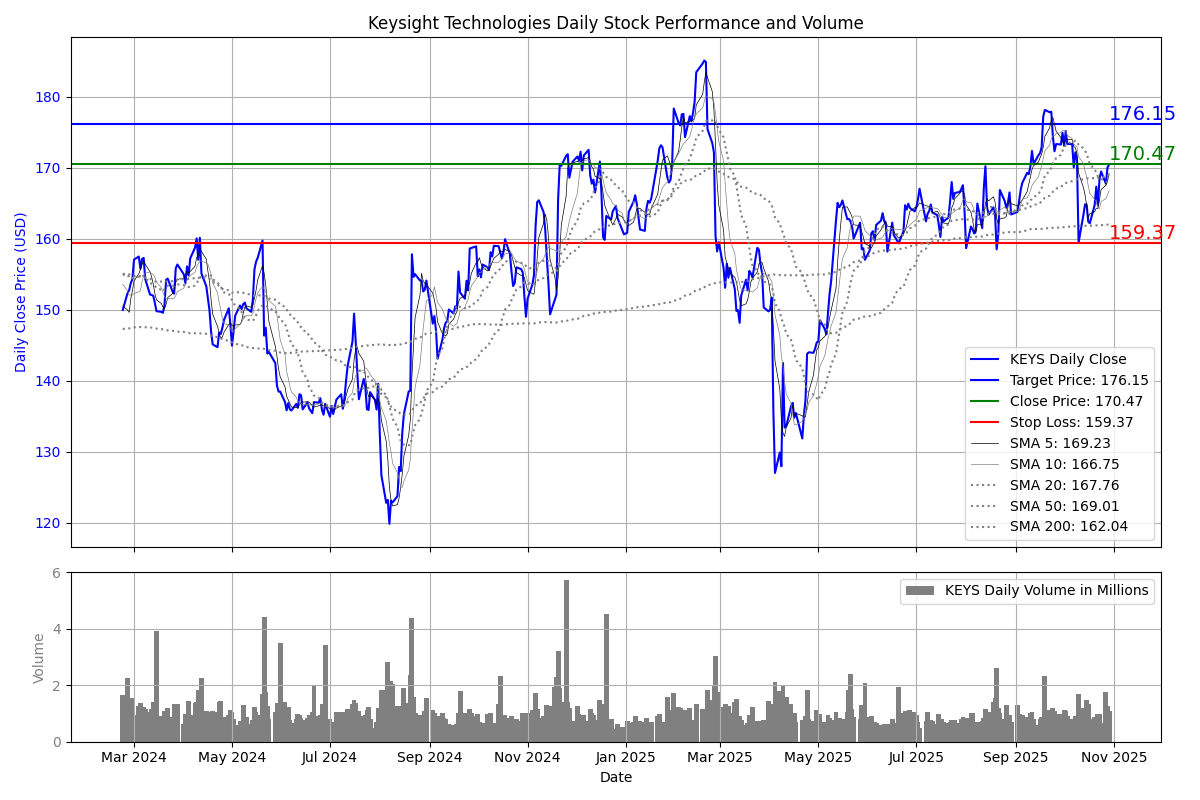 Keysight Technologies Daily Stock Performance and Volume
Daily Close Price (USD)
180
170
160
150
140
130
120
176.15
170.47
159.37
KEYS Daily Close
Target Price: 176.15
Close Price: 170.47
Stop Loss: 159.37
SMA 5: 169.23
SMA 10: 166.75
SMA 20: 167.76
SMA 50: 169.01
SMA 200: 162.04
Volume
6
4
2
0
KEYS Daily Volume in Millions
Mar 2024
May 2024
Jul 2024
Sep 2024
Nov 2024
Jan 2025
Mar 2025
May 2025
Jul 2025
Sep 2025
Nov 2025
Date